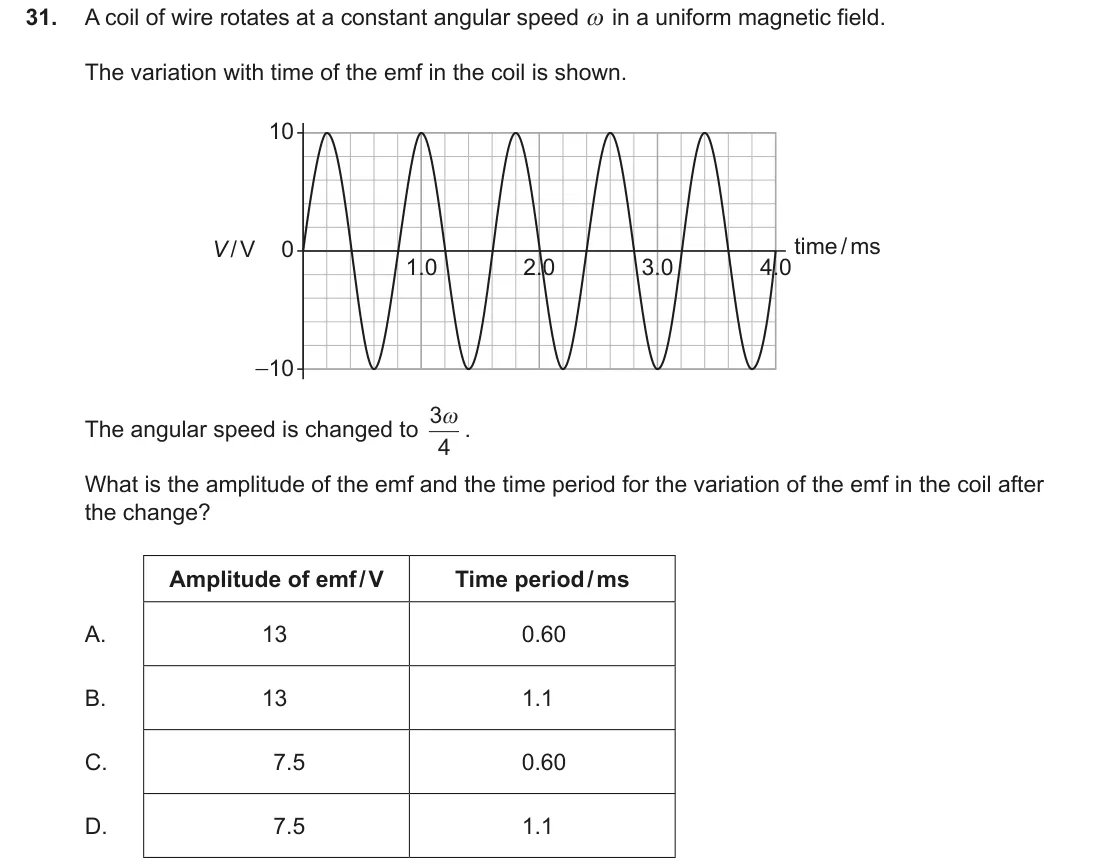 31. A coil of wire rotates at a constant angular speed ω in a uniform magnetic field.
The variation with time of the emf in the coil is shown.
10
V/V 0
1.0 2.0 3.0 4.0
time/ms
–10
The angular speed is changed to 3ω/4.
What is the amplitude of the emf and the time period for the variation of the emf in the coil after
the change?
Amplitude of emf/V Time period/ms
A. 13 0.60
B. 13 1.1
C. 7.5 0.60
D. 7.5 1.1